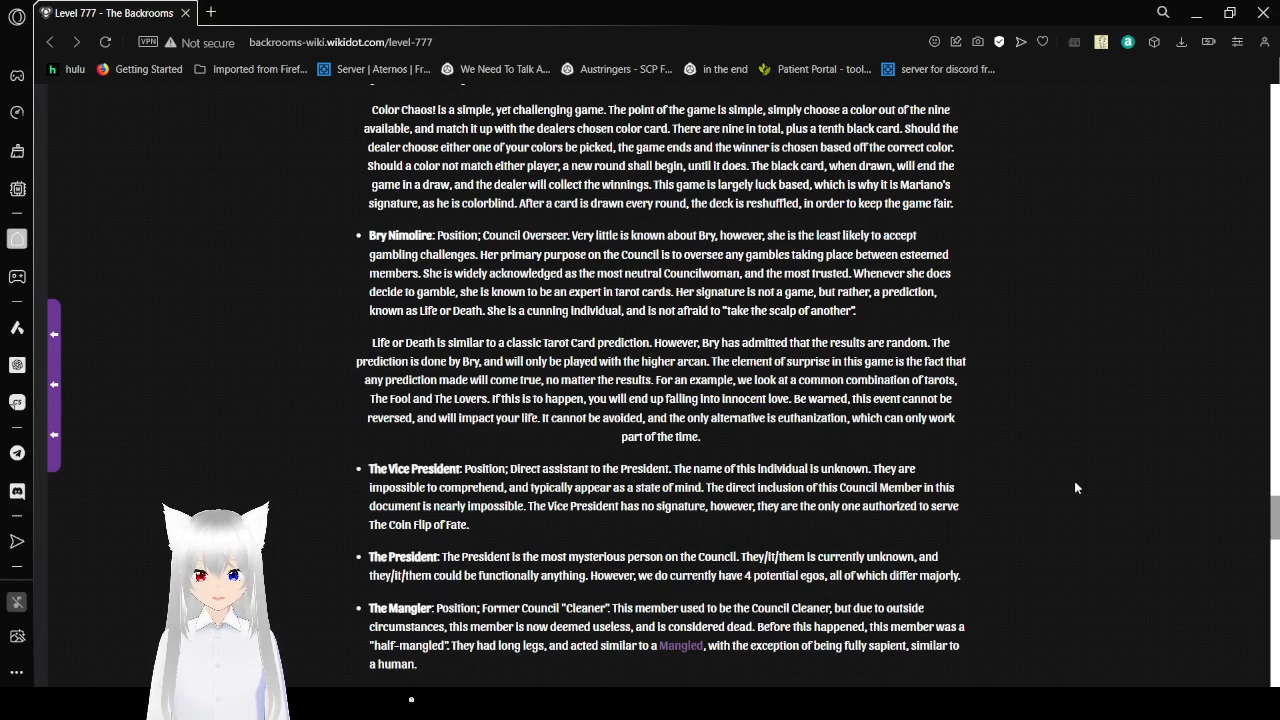 Level 777 - The Backrooms
VPN Not secure backrooms-wiki.wikidot.com/level-777
hulu Getting Started Imported from Firef... Server | Aternos | Fr... We Need To Talk A... Austringers - SCP F... in the end Patient Portal - tool... server for discord fr...
Color Chaos! is a simple, yet challenging game. The point of the game is simple, simply choose a color out of the nine
available, and match it up with the dealers chosen color card. There are nine in total, plus a tenth black card. Should the
dealer choose either one of your colors be picked, the game ends and the winner is chosen based off the correct color.
Should a color not match either player, a new round shall begin, until it does. The black card, when drawn, will end the
game in a draw, and the dealer will collect the winnings. This game is largely luck based, which is why it is Mariano's
signature, as he is colorblind. After a card is drawn every round, the deck is reshuffled, in order to keep the game fair.
• Bry Nimolire: Position; Council Overseer. Very little is known about Bry, however, she is the least likely to accept
gambling challenges. Her primary purpose on the Council is to oversee any gambles taking place between esteemed
members. She is widely acknowledged as the most neutral Councilwoman, and the most trusted. Whenever she does
decide to gamble, she is known to be an expert in tarot cards. Her signature is not a game, but rather, a prediction,
known as Life or Death. She is a cunning individual, and is not afraid to "take the scalp of another".
Life or Death is similar to a classic Tarot Card prediction. However, Bry has admitted that the results are random. The
prediction is done by Bry, and will only be played with the higher arcan. The element of surprise in this game is the fact that
any prediction made will come true, no matter the results. For an example, we look at a common combination of tarots,
The Fool and The Lovers. If this is to happen, you will end up falling into innocent love. Be warned, this event cannot be
reversed, and will impact your life. It cannot be avoided, and the only alternative is euthanization, which can only work
part of the time.
• The Vice President: Position; Direct assistant to the President. The name of this individual is unknown. They are
impossible to comprehend, and typically appear as a state of mind. The direct inclusion of this Council Member in this
document is nearly impossible. The Vice President has no signature, however, they are the only one authorized to serve
The Coin Flip of Fate.
• The President: The President is the most mysterious person on the Council. They/it/them is currently unknown, and
they/it/them could be functionally anything. However, we do currently have 4 potential egos, all of which differ majorly.
• The Mangler: Position; Former Council "Cleaner". This member used to be the Council Cleaner, but due to outside
circumstances, this member is now deemed useless, and is considered dead. Before this happened, this member was a
"half-mangled". They had long legs, and acted similar to a Mangled, with the exception of being fully sapient, similar to
a human.